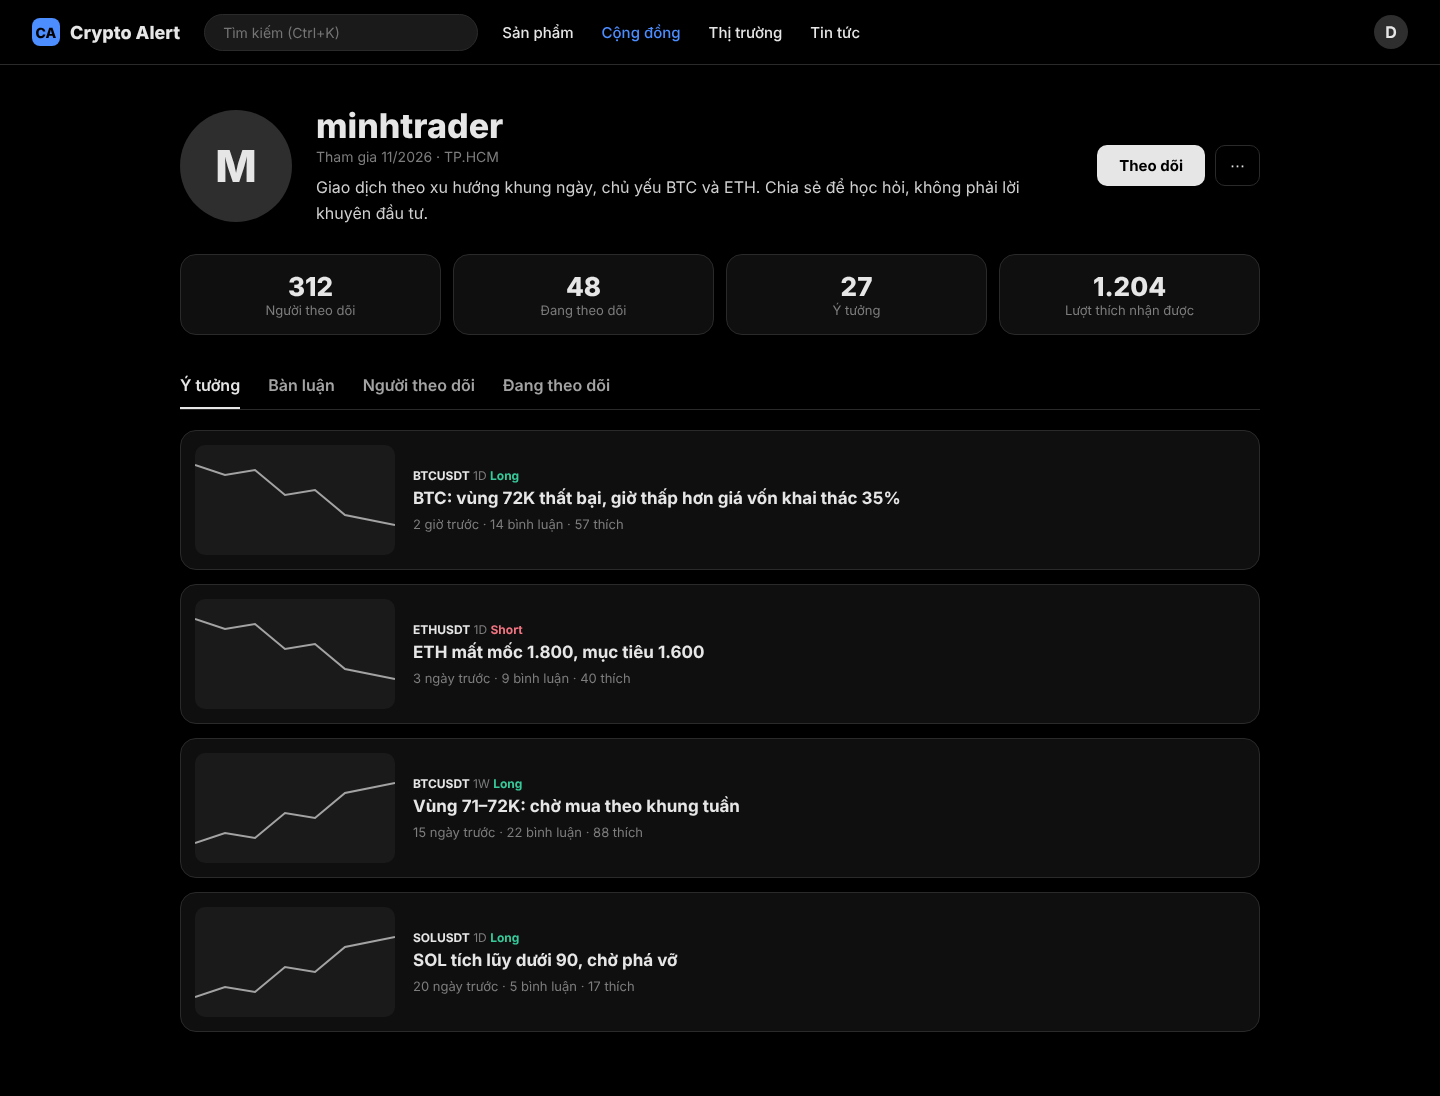 CA Crypto Alert Tìm kiếm (Ctrl+K) Sản phẩm Cộng đồng Thị trường Tin tức D
M
minhtrader
Tham gia 11/2026 · TP.HCM
Giao dịch theo xu hướng khung ngày, chủ yếu BTC và ETH. Chia sẻ để học hỏi, không phải lời
khuyên đầu tư.
Theo dõi ···
312
Người theo dõi
48
Đang theo dõi
27
Ý tưởng
1.204
Lượt thích nhận được
Ý tưởng Bàn luận Người theo dõi Đang theo dõi
BTCUSDT 1D Long
BTC: vùng 72K thất bại, giờ thấp hơn giá vốn khai thác 35%
2 giờ trước · 14 bình luận · 57 thích
ETHUSDT 1D Short
ETH mất mốc 1.800, mục tiêu 1.600
3 ngày trước · 9 bình luận · 40 thích
BTCUSDT 1W Long
Vùng 71–72K: chờ mua theo khung tuần
15 ngày trước · 22 bình luận · 88 thích
SOLUSDT 1D Long
SOL tích lũy dưới 90, chờ phá vỡ
20 ngày trước · 5 bình luận · 17 thích